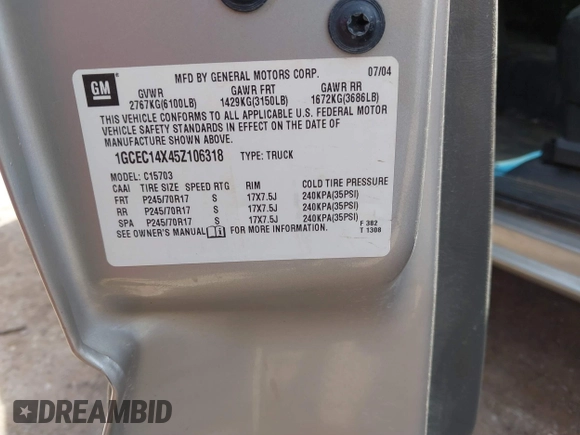 GM
MFD BY GENERAL MOTORS CORP. 07/04
GVWR GAWR FRT GAWR RR
2767KG(6100LB) 1429KG(3150LB) 1672KG(3686LB)
THIS VEHICLE CONFORMS TO ALL APPLICABLE U.S. FEDERAL MOTOR
VEHICLE SAFETY STANDARDS IN EFFECT ON THE DATE OF
MANUFACTURE SHOWN ABOVE.
1GCEC14X45Z106318 TYPE: TRUCK
MODEL: C15703
CAAI TIRE SIZE SPEED RTG RIM COLD TIRE PRESSURE
FRT P245/70R17 S 17X7.5J 240KPA(35PSI)
RR P245/70R17 S 17X7.5J 240KPA(35PSI)
SPA P245/70R17 S 17X7.5J 240KPA(35PSI)
SEE OWNER'S MANUAL FOR MORE INFORMATION.
F 302
T 1308
DREAMBID